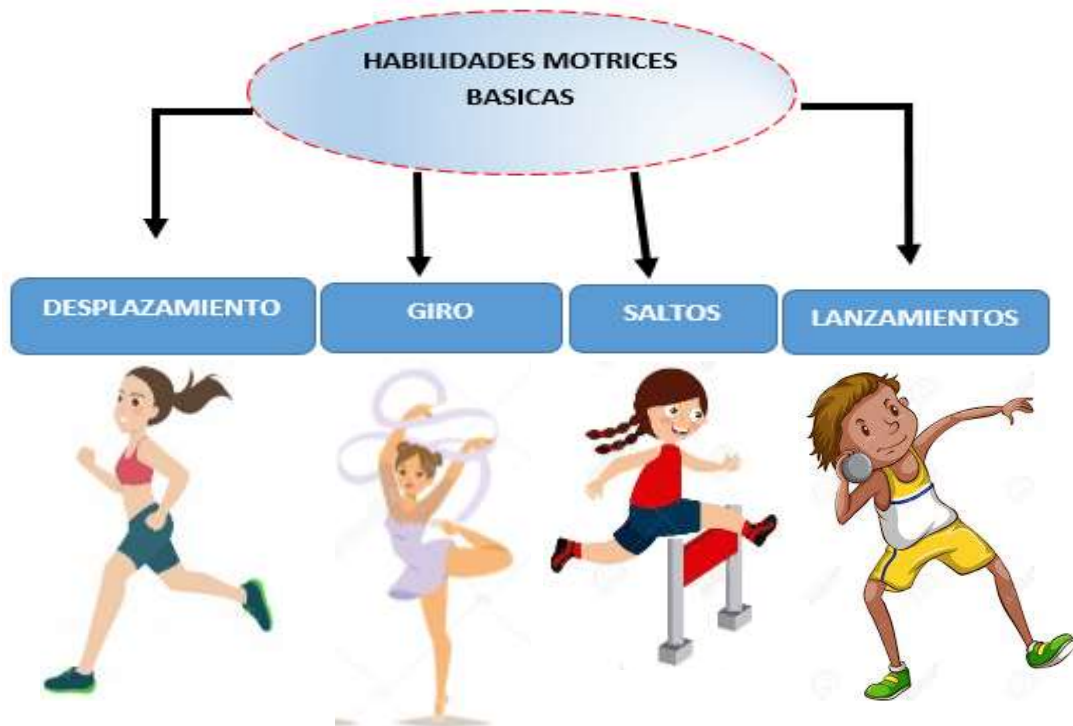 HABILIDADES MOTRICES
BASICAS
DESPLAZAMIENTO
GIRO
SALTOS
LANZAMIENTOS